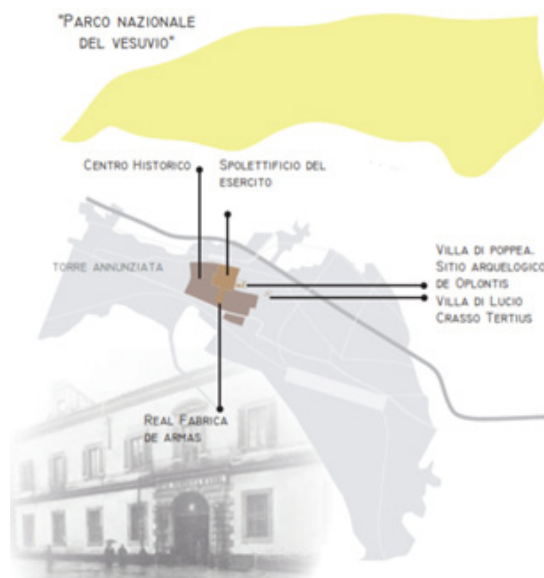 "PARCO NAZIONALE
DEL VESUVIO"
CENTRO HISTORICO
SPOLETTIFICIO DEL
ESERCITO
TORRE ANNUNZIATA
VILLA DI POPPEA.
SITIO ARQUELOGICO
DE OPLONTIS
VILLA DI LUCIO
CRASSO TERTIUS
REAL FABRICA
DE ARMAS